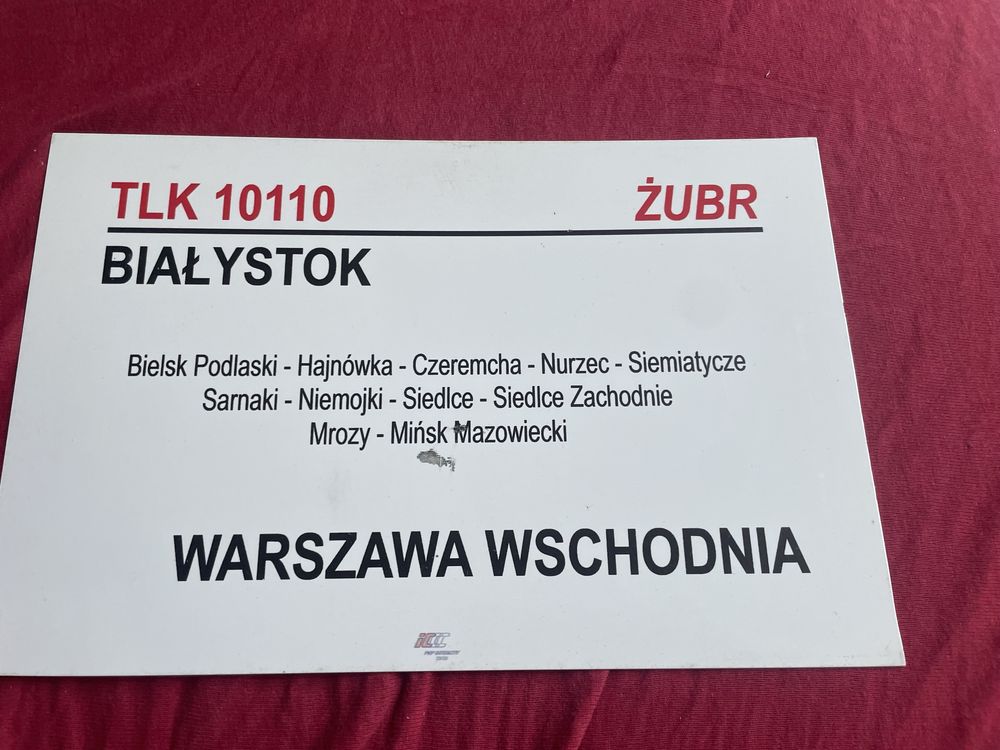 TLK 10110 ŻUBR
BIAŁYSTOK
Bielsk Podlaski - Hajnówka - Czeremcha - Nurzec - Siemiatycze
Sarnaki - Niemojki - Siedlce - Siedlce Zachodnie
Mrozy - Mińsk Mazowiecki
WARSZAWA WSCHODNIA